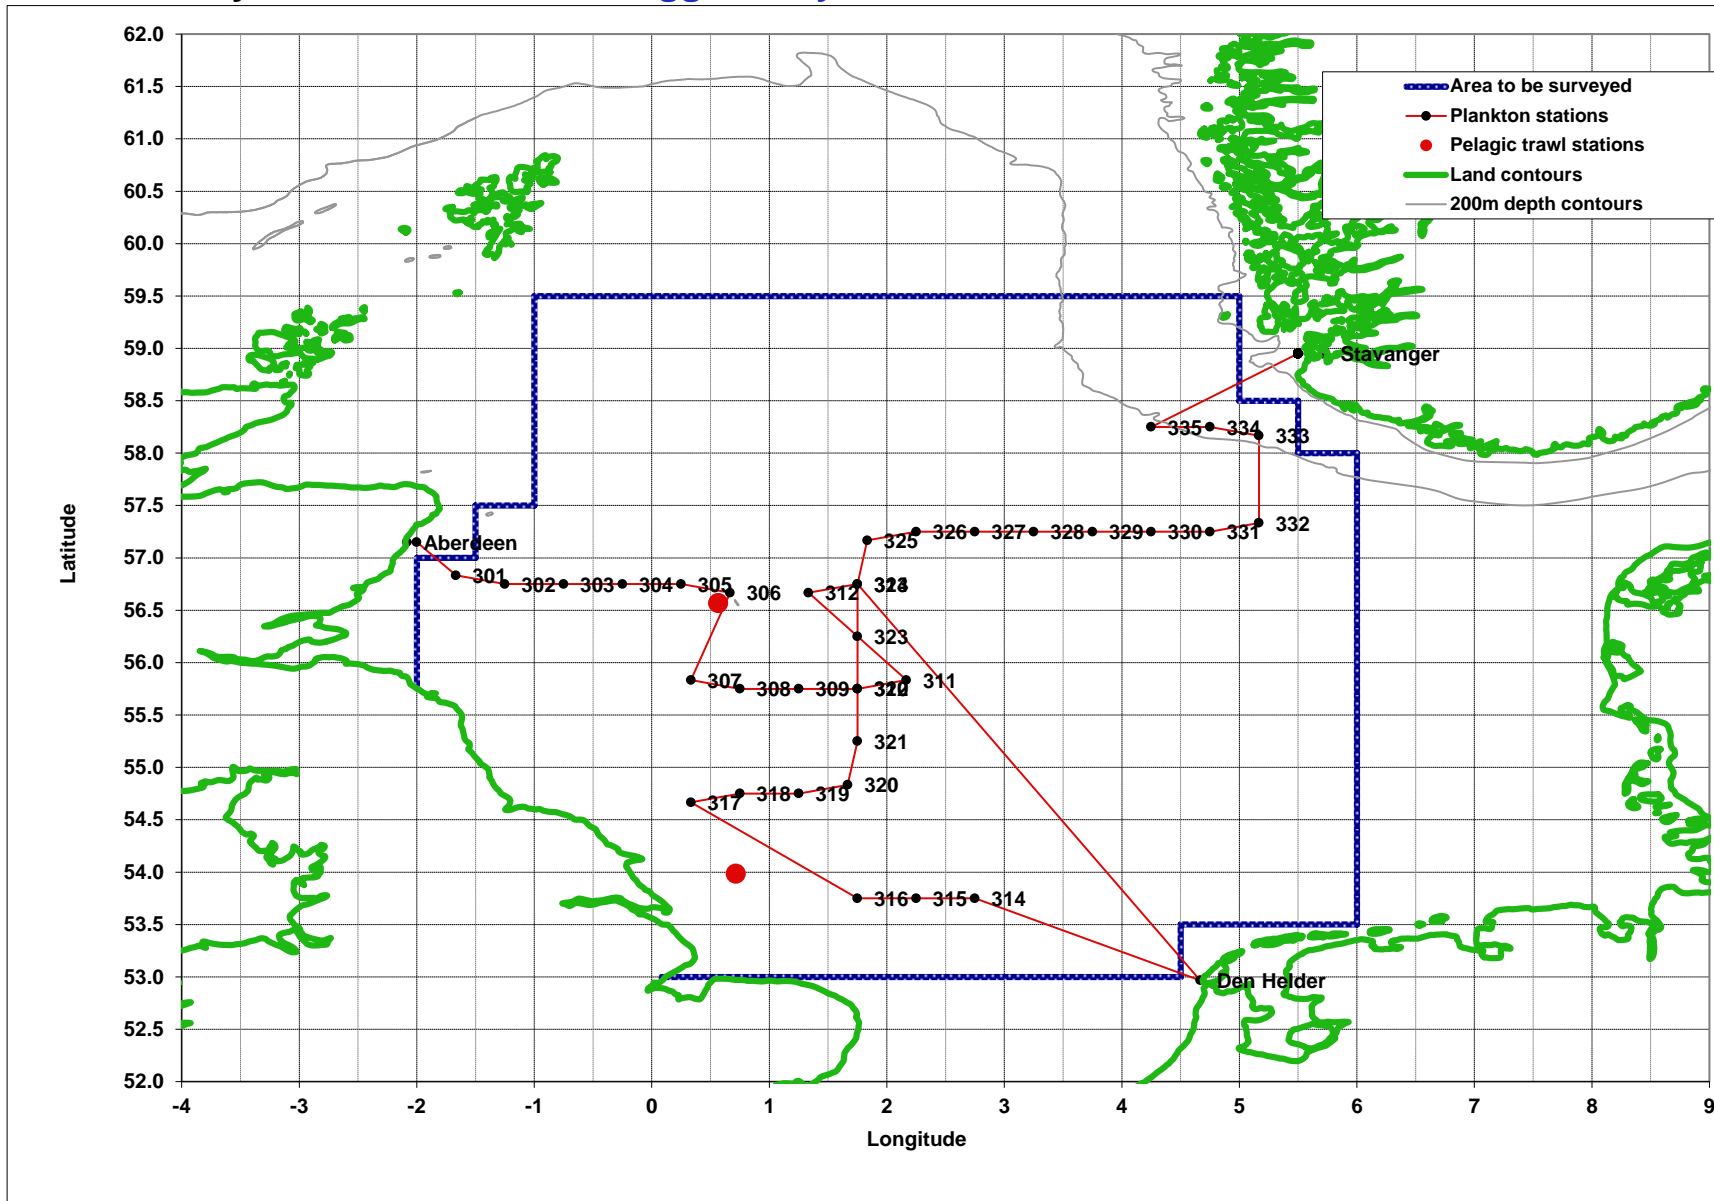 62.0
61.5
61.0
60.5
60.0
59.5
59.0
58.5
58.0
57.5
57.0
56.5
56.0
55.5
55.0
54.5
54.0
53.5
53.0
52.5
52.0
Latitude
-4 -3 -2 -1 0 1 2 3 4 5 6 7 8 9
Longitude
Area to be surveyed
Plankton stations
Pelagic trawl stations
Land contours
200m depth contours
Stavanger
335 334 333
332
326 327 328 329 330 331
325
Aberdeen
301 302 303 304 305 306
312
323
307 308 309
311
321
320
317 318 319
316 315 314
Den Helder